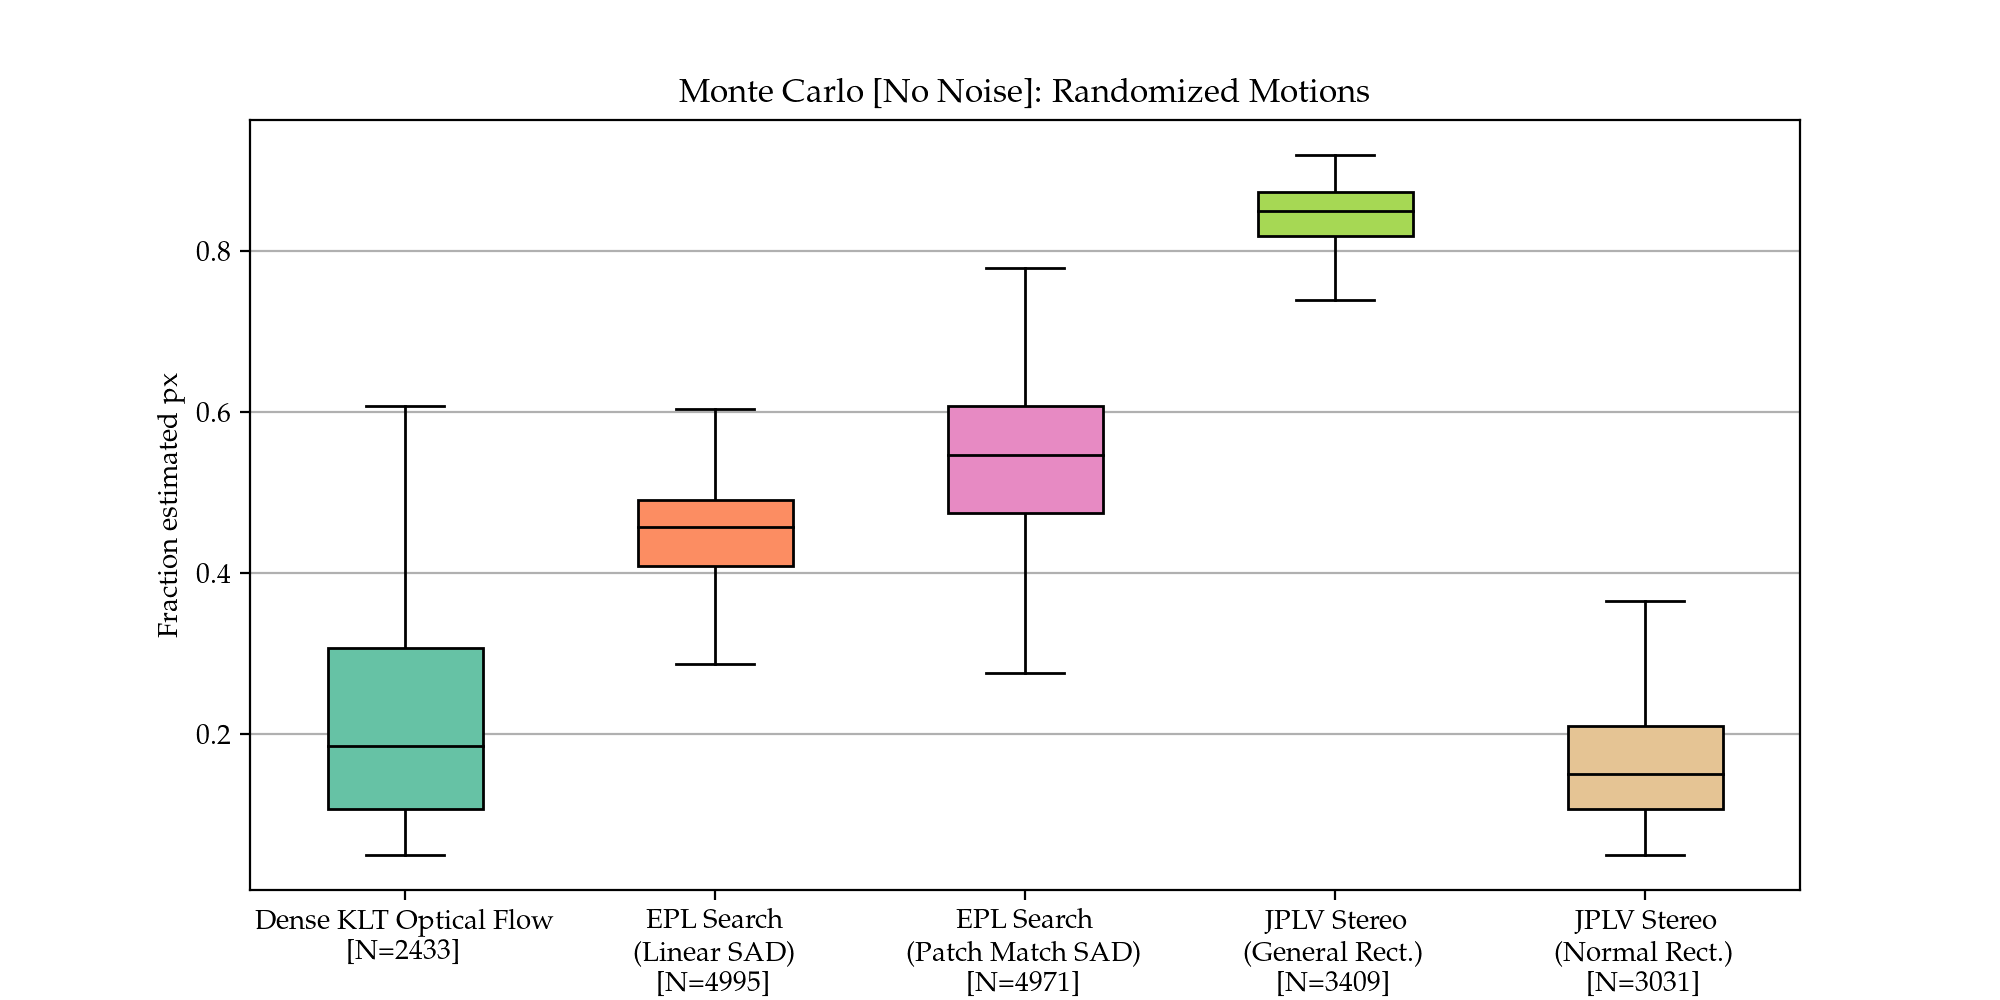 Monte Carlo [No Noise]: Randomized Motions
Fraction estimated px
0.8
0.6
0.4
0.2
Dense KLT Optical Flow
[N=2433]
EPL Search
(Linear SAD)
[N=4995]
EPL Search
(Patch Match SAD)
[N=4971]
JPLV Stereo
(General Rect.)
[N=3409]
JPLV Stereo
(Normal Rect.)
[N=3031]